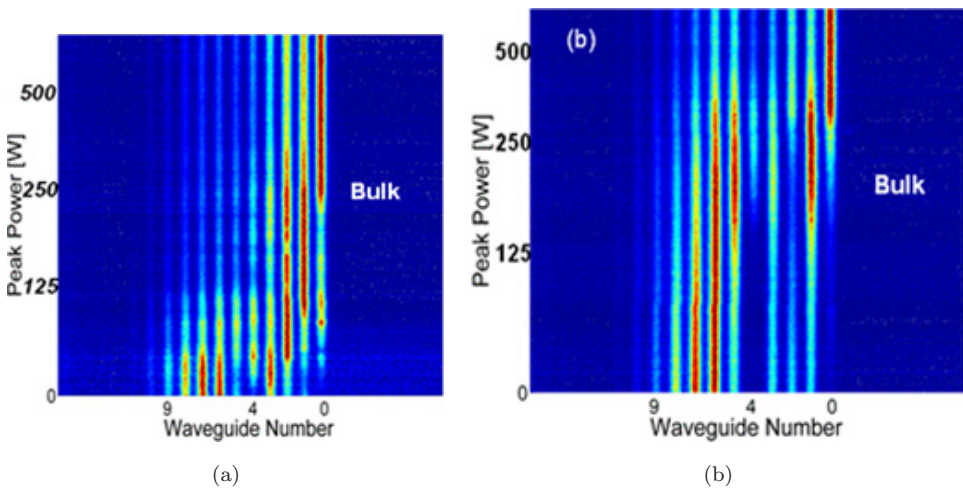 (b)
500
250
125
0
Peak Power [W]
Bulk
9 4 0
Waveguide Number
(a)
500
250
125
0
Peak Power [W]
Bulk
9 4 0
Waveguide Number
(b)